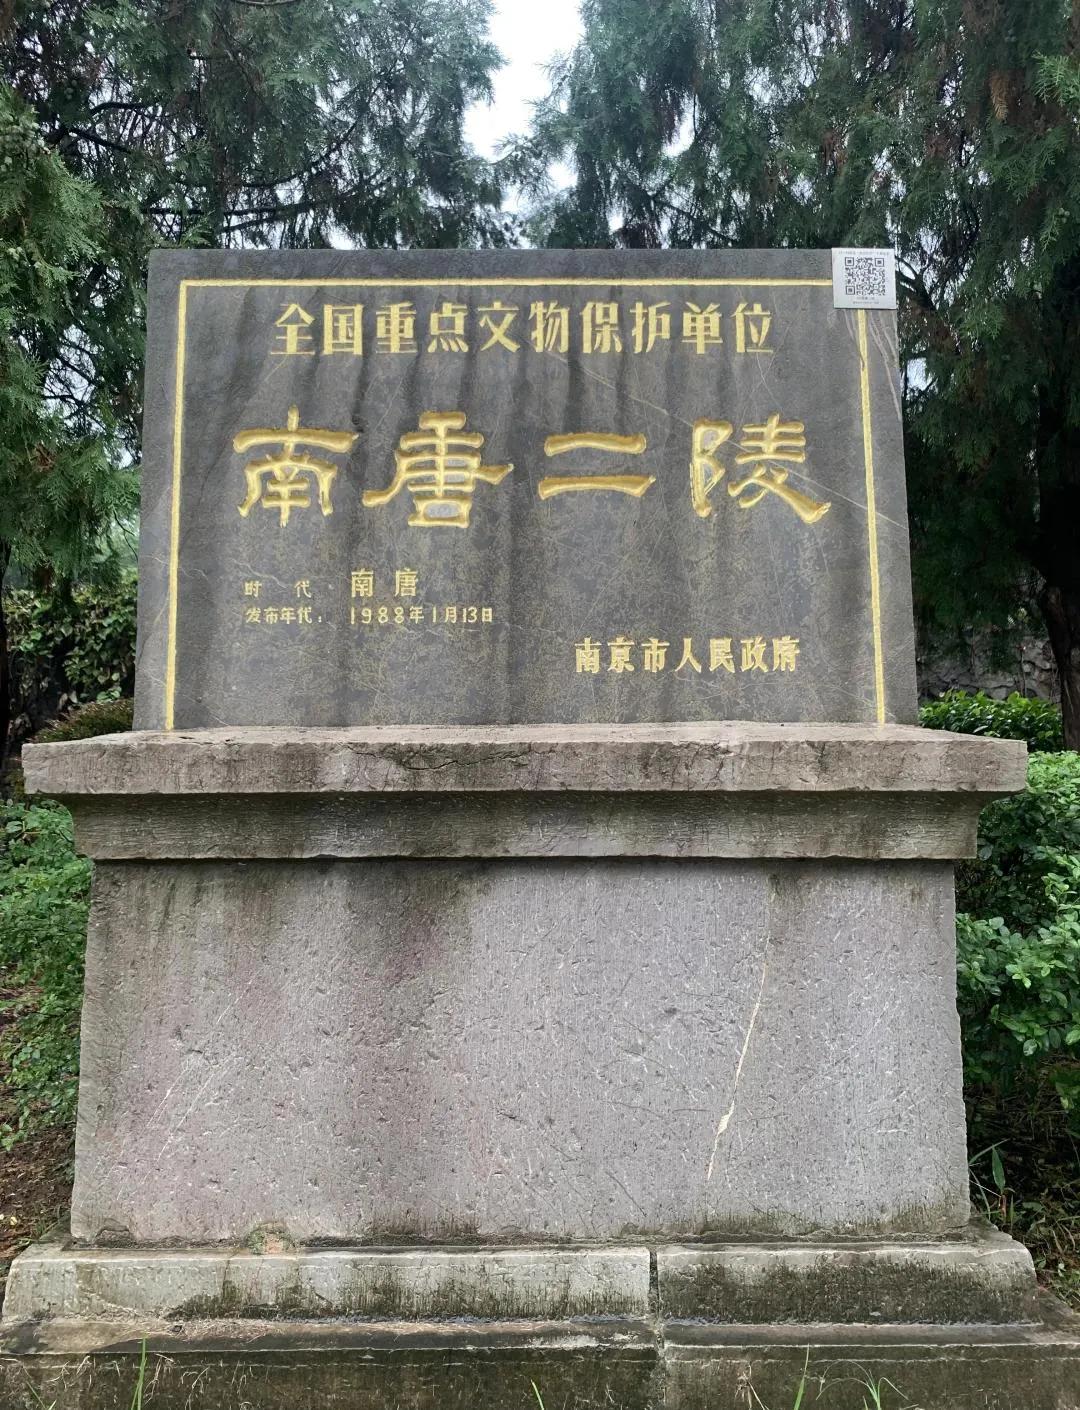 全国重点文物保护单位
南唐二陵
时 代 南唐
发布年代：1988年1月13日
南京市人民政府